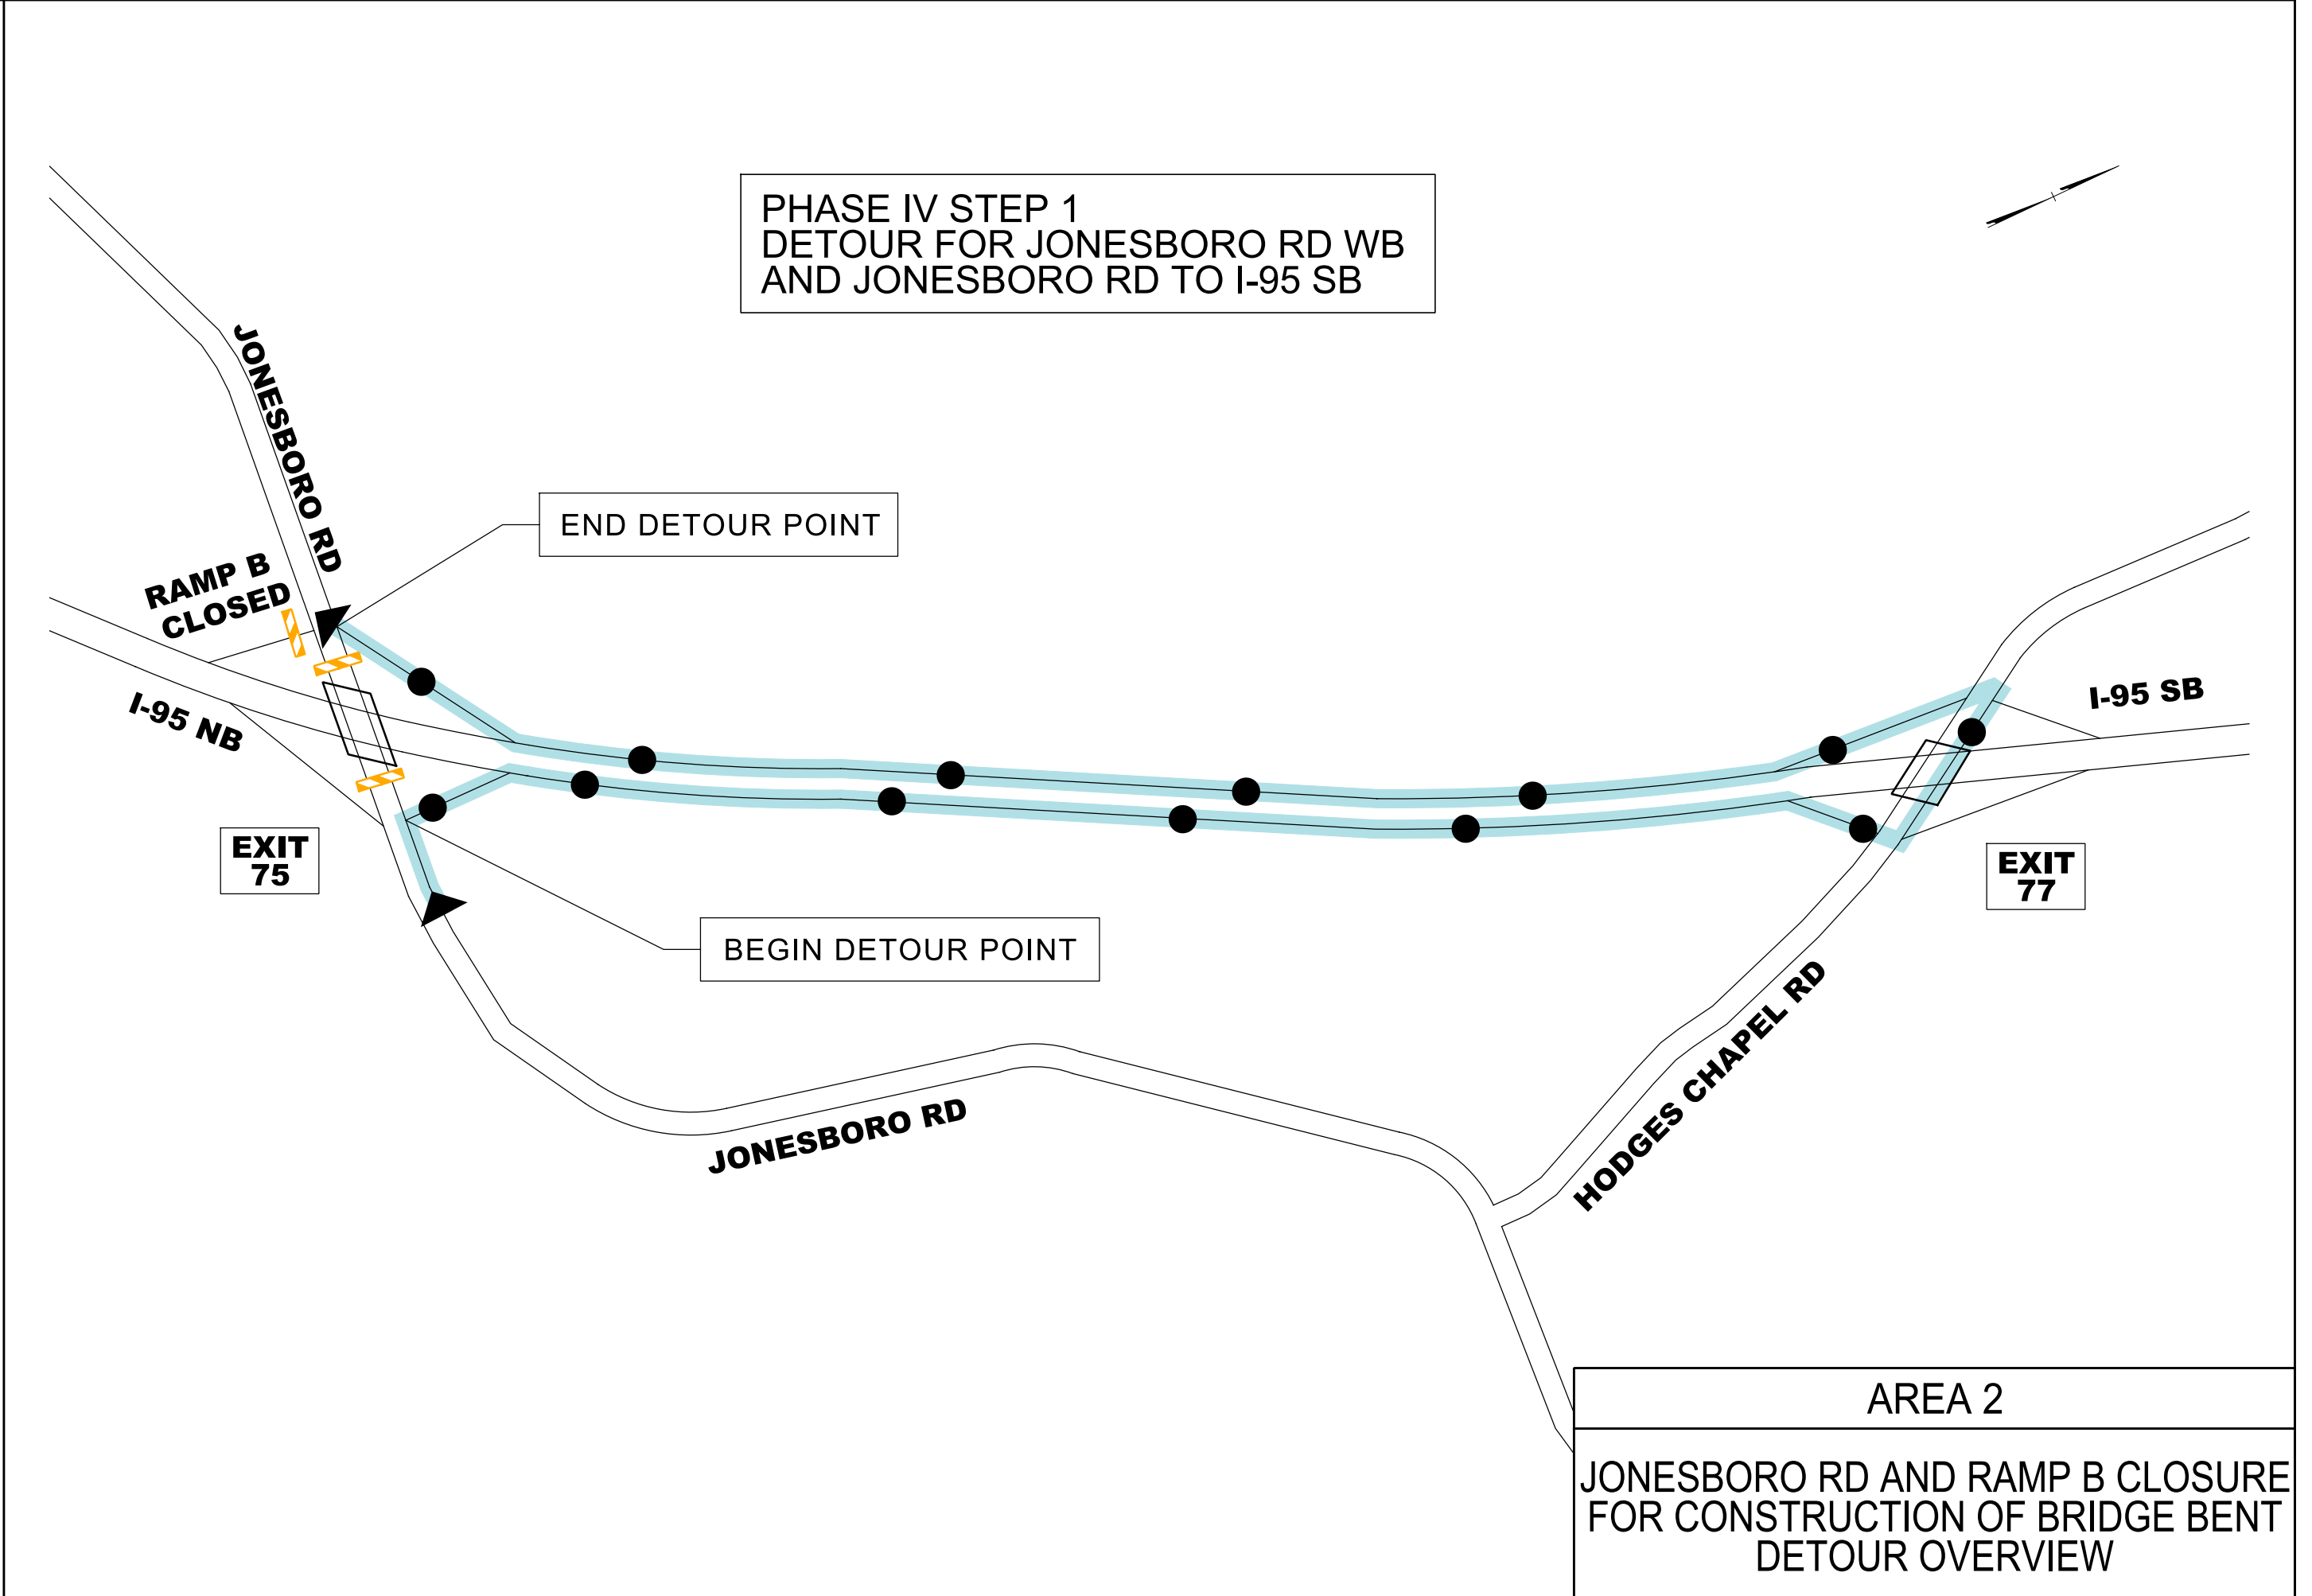 PHASE IV STEP 1
DETOUR FOR JONESBORO RD WB
AND JONESBORO RD TO I-95 SB
JONESBORO RD
END DETOUR POINT
RAMP B
CLOSED
I-95 NB
I-95 SB
EXIT
75
EXIT
77
BEGIN DETOUR POINT
HODGES CHAPEL RD
JONESBORO RD
AREA 2
JONESBORO RD AND RAMP B CLOSURE
FOR CONSTRUCTION OF BRIDGE BENT
DETOUR OVERVIEW